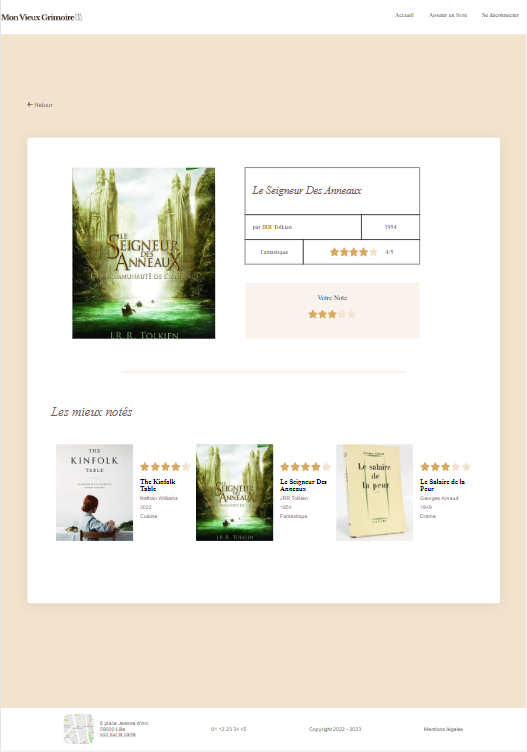 Mon Vieux Grimoire
Accueil
Ajouter un livre
Se déconnecter
← Retour
LE
SEIGNEUR
DES
ANNEAUX
LA COMMUNAUTÉ DE L'ANNEAU
J.R.R. TOLKIEN
Le Seigneur Des Anneaux
par JRR Tolkien
1954
Fantastique
4/5
Votre Note
Les mieux notés
THE
KINFOLK
TABLE
The Kinfolk
Table
Nathan Williams
2022
Cuisine
SEIGNEUR
DES
ANNEAUX
J.R.R. TOLKIEN
Le Seigneur Des
Anneaux
JRR Tolkien
1954
Fantastique
Georges Arnaud
Le salaire
de
la peur
Le Salaire de la
Peur
Georges Arnaud
1949
Drame
8 place Jeanne d'Arc
59000 Lille
Voir sur la carte
01 12 23 34 45
Copyright 2022 - 2023
Mentions légales